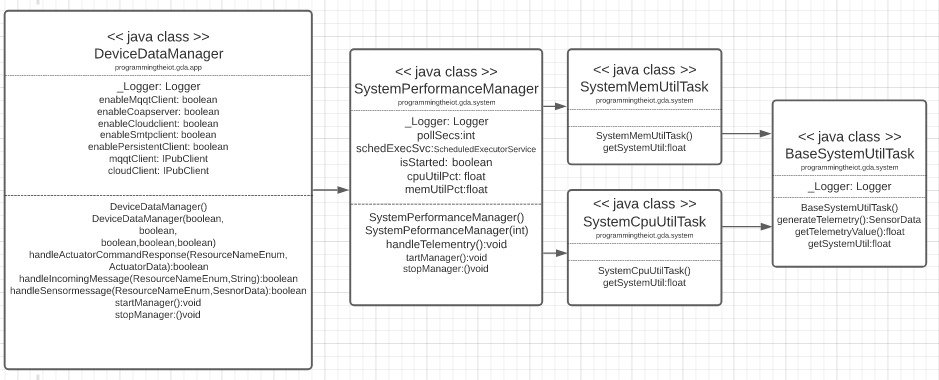 << java class >>
DeviceDataManager
programmingtheiot.gda.app
_Logger: Logger
enableMqqtClient: boolean
enableCoapserver: boolean
enableCloudclient: boolean
enableSmtpclient: boolean
enablePersistentClient: boolean
mqqtClient: IPubClient
cloudClient: IPubClient
DeviceDataManager()
DeviceDataManager(boolean,
boolean,
boolean,boolean,boolean)
handleActuatorCommandResponse(ResourceNameEnum,
ActuatorData):boolean
handleIncomingMessage(ResourceNameEnum,String):boolean
handleSensormessage(ResourceNameEnum,SesnorData):boolean
startManager():void
stopManager:()void
<< java class >>
SystemPerformanceManager
programmingtheiot.gda.system
_Logger: Logger
pollSecs:int
schedExecSvc:ScheduledExecutorService
isStarted: boolean
cpuUtilPct: float
memUtilPct:float
SystemPerformanceManager()
SystemPeformanceManager(int)
handleTelementry():void
tartManager():void
stopManager:()void
<< java class >>
SystemMemUtilTask
programmingtheiot.gda.system
SystemMemUtilTask()
getSystemUtil:float
<< java class >>
SystemCpuUtilTask
programmingtheiot.gda.system
SystemCpuUtilTask()
getSystemUtil:float
<< java class >>
BaseSystemUtilTask
programmingtheiot.gda.system
_Logger: Logger
BaseSystemUtilTask()
generateTelemetry():SensorData
getTelemetryValue():float
getSystemUtil:float